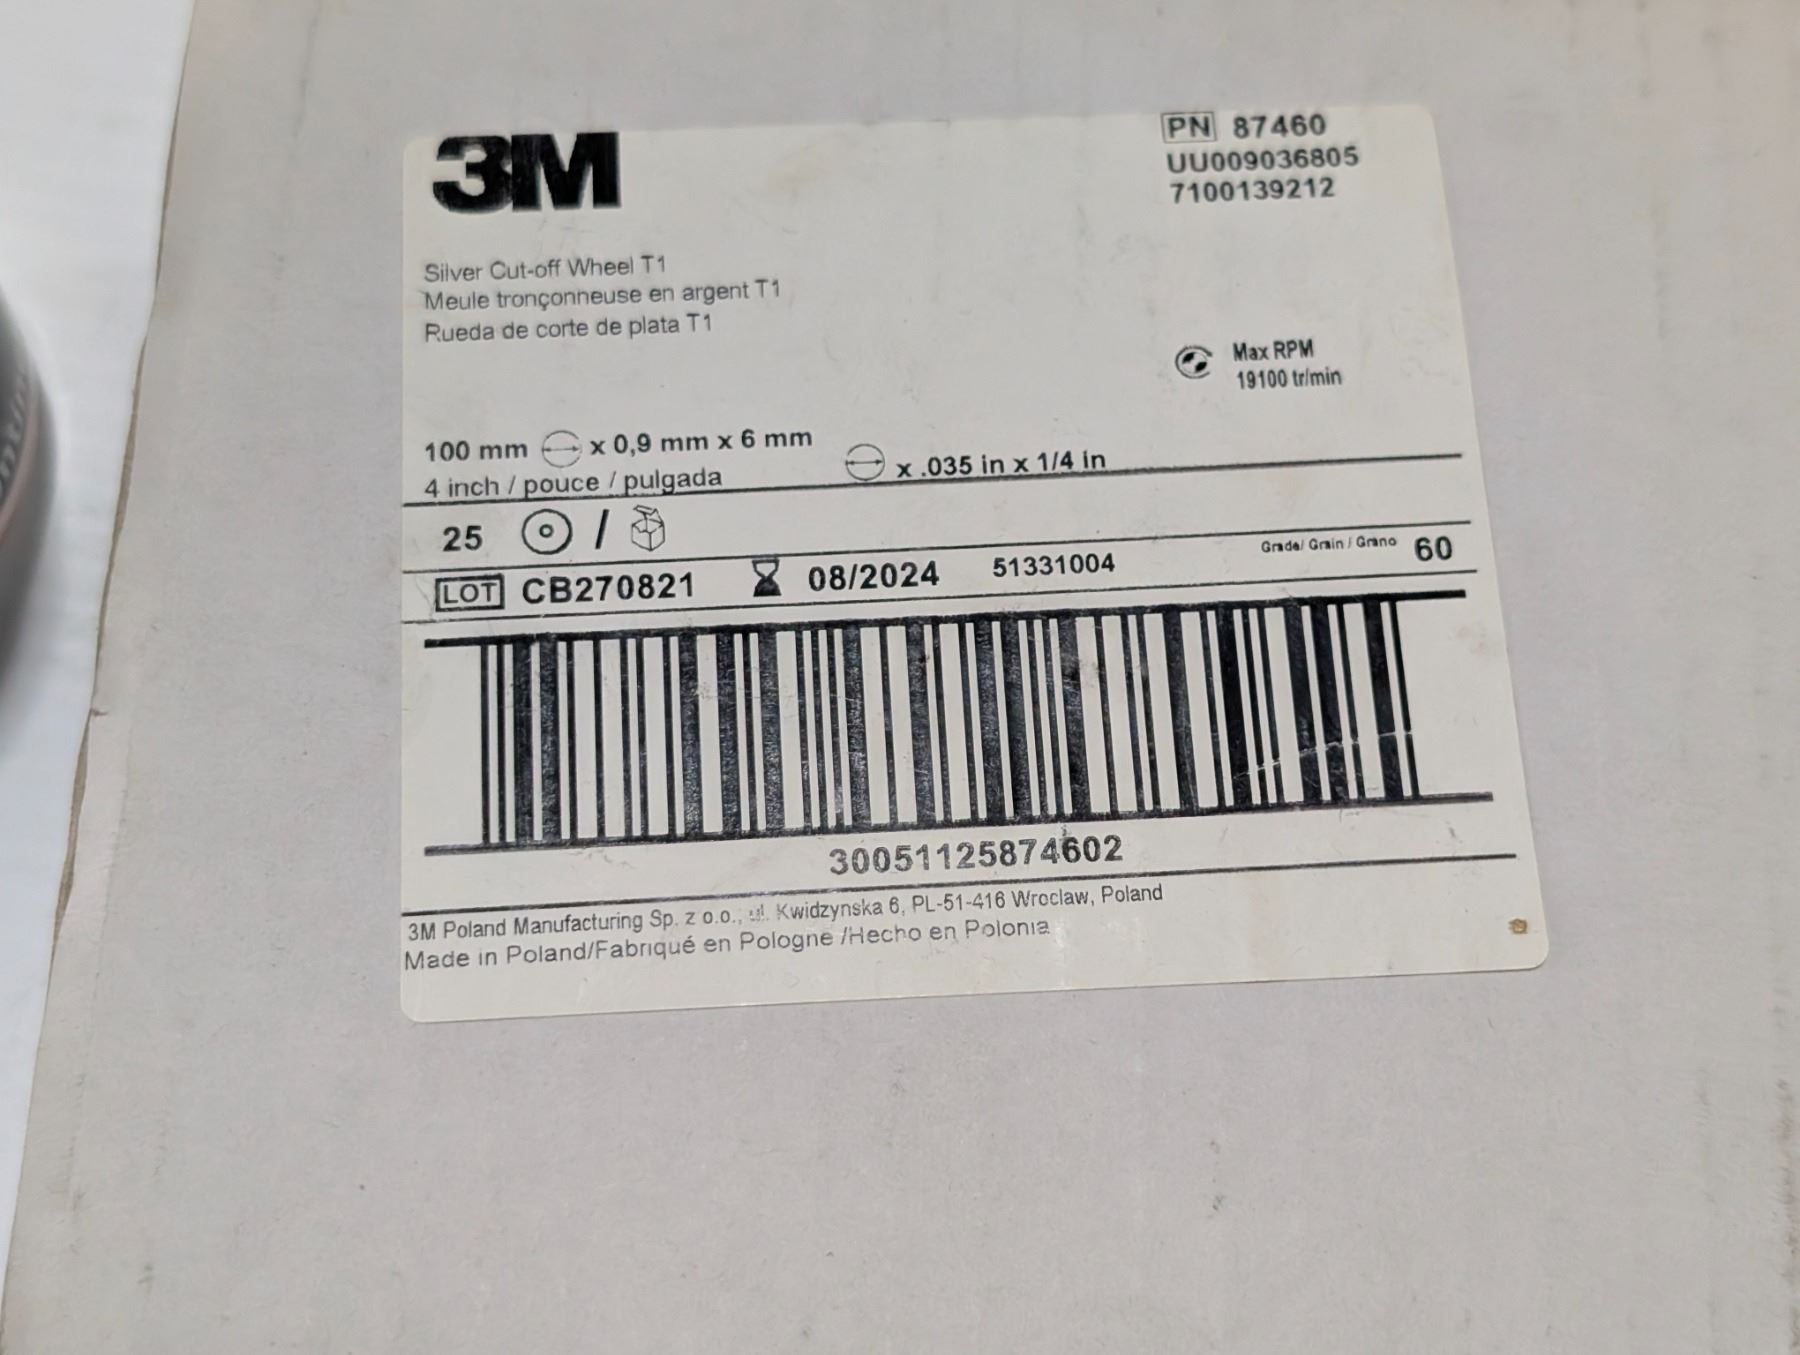 3M
PN 87460
UU009036805
7100139212
Silver Cut-off Wheel T1
Meule tronçonneuse en argent T1
Rueda de corte de plata T1
Max RPM
19100 tr/min
100 mm x 0,9 mm x 6 mm
4 inch / pouce / pulgada x .035 in x 1/4 in
25 /
LOT CB270821 08/2024 51331004 Grade/ Grain / Grano 60
30051125874602
3M Poland Manufacturing Sp. z o.o., ul. Kwidzynska 6, PL-51-416 Wroclaw, Poland
Made in Poland/Fabriqué en Pologne /Hecho en Polonia